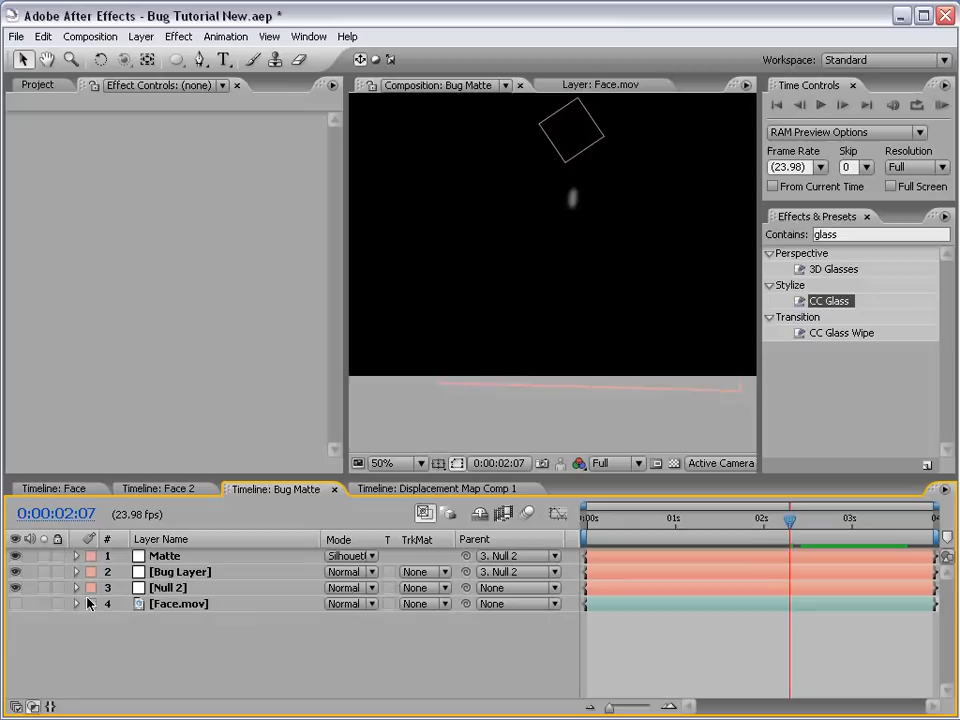 Adobe After Effects - Bug Tutorial New.aep *
File Edit Composition Layer Effect Animation View Window Help
Workspace: Standard
Project Effect Controls: (none)
Composition: Bug Matte Layer: Face.mov
Time Controls
RAM Preview Options
Frame Rate Skip Resolution
(23.98) 0 Full
From Current Time Full Screen
Effects & Presets
Contains: glass
Perspective
3D Glasses
Stylize
CC Glass
Transition
CC Glass Wipe
50% 0:00:02:07 Full Active Camera
Timeline: Face Timeline: Face 2 Timeline: Bug Matte Timeline: Displacement Map Comp 1
0:00:02:07 (23.98 fps)
:00s 01s 02s 03s 04
# Layer Name Mode T TrkMat Parent
1 Matte Silhouett 3. Null 2
2 [Bug Layer] Normal None 3. Null 2
3 [Null 2] Normal None None
4 [Face.mov] Normal None None